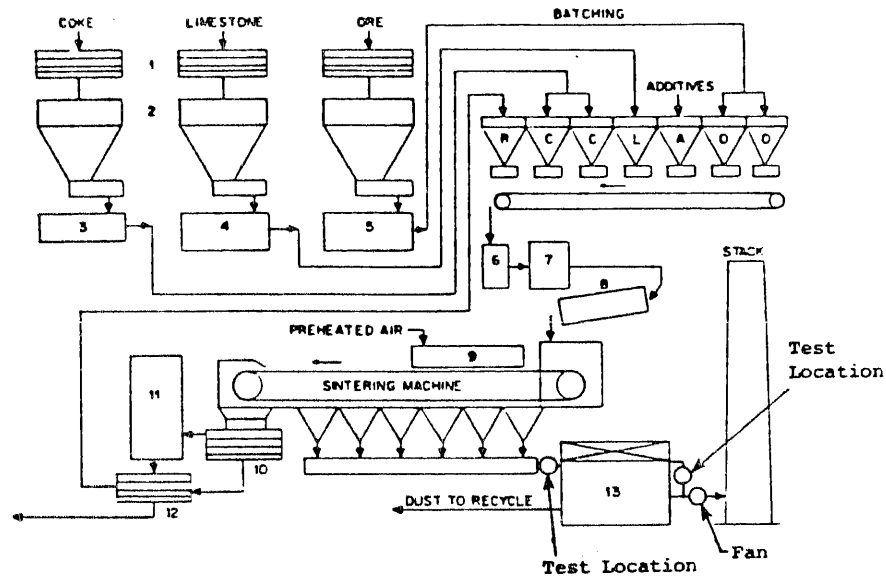 BATCHING
COKE LIMESTONE ORE
1
2
ADDITIVES
R C C L A O O
3 4 5
6 7
8
STACK
PREHEATED AIR
9
Test
Location
SINTERING MACHINE
11
10
12
13
DUST TO RECYCLE
Test Location
Fan